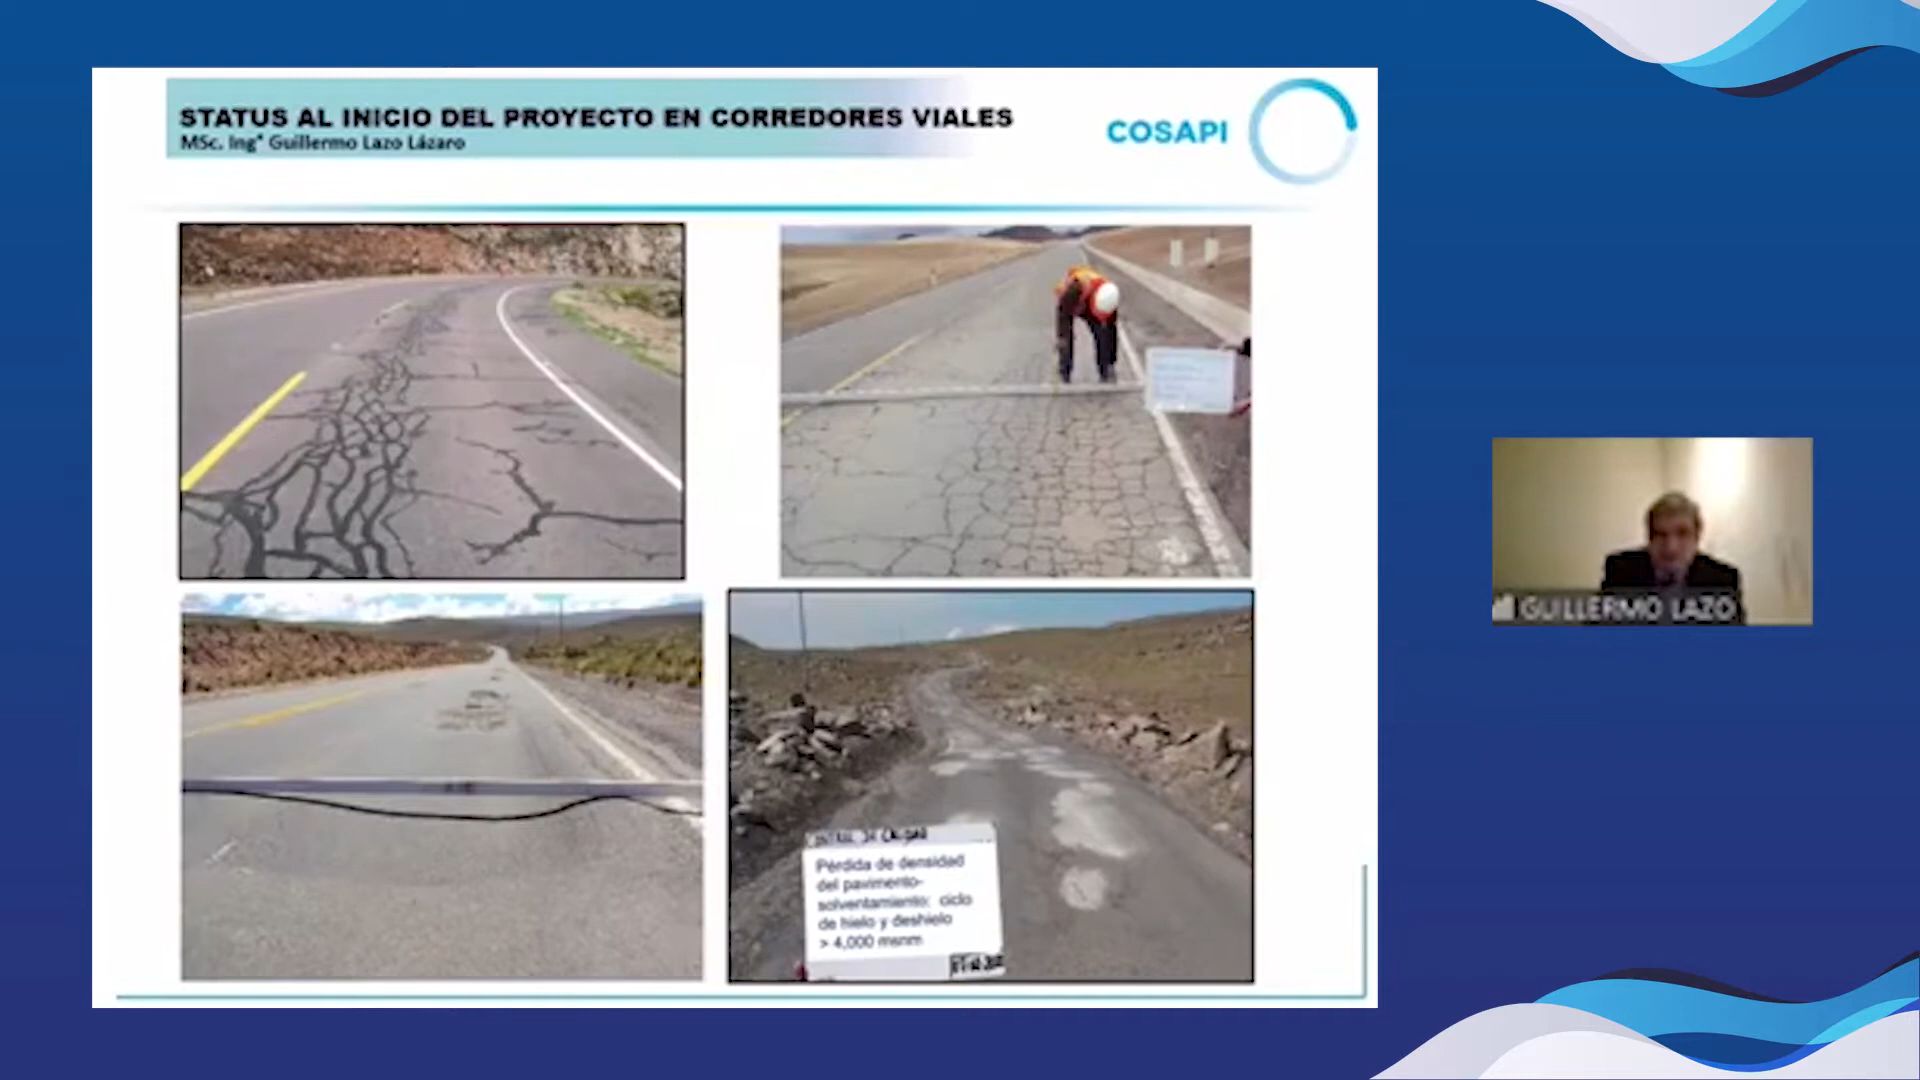 STATUS AL INICIO DEL PROYECTO EN CORREDORES VIALES
MSc. Ing° Guillermo Lazo Lázaro
COSAPI
Pérdida de densidad
del pavimento-
solventamiento: ciclo
de hielo y deshielo
> 4,000 msnm
GUILLERMO LAZO